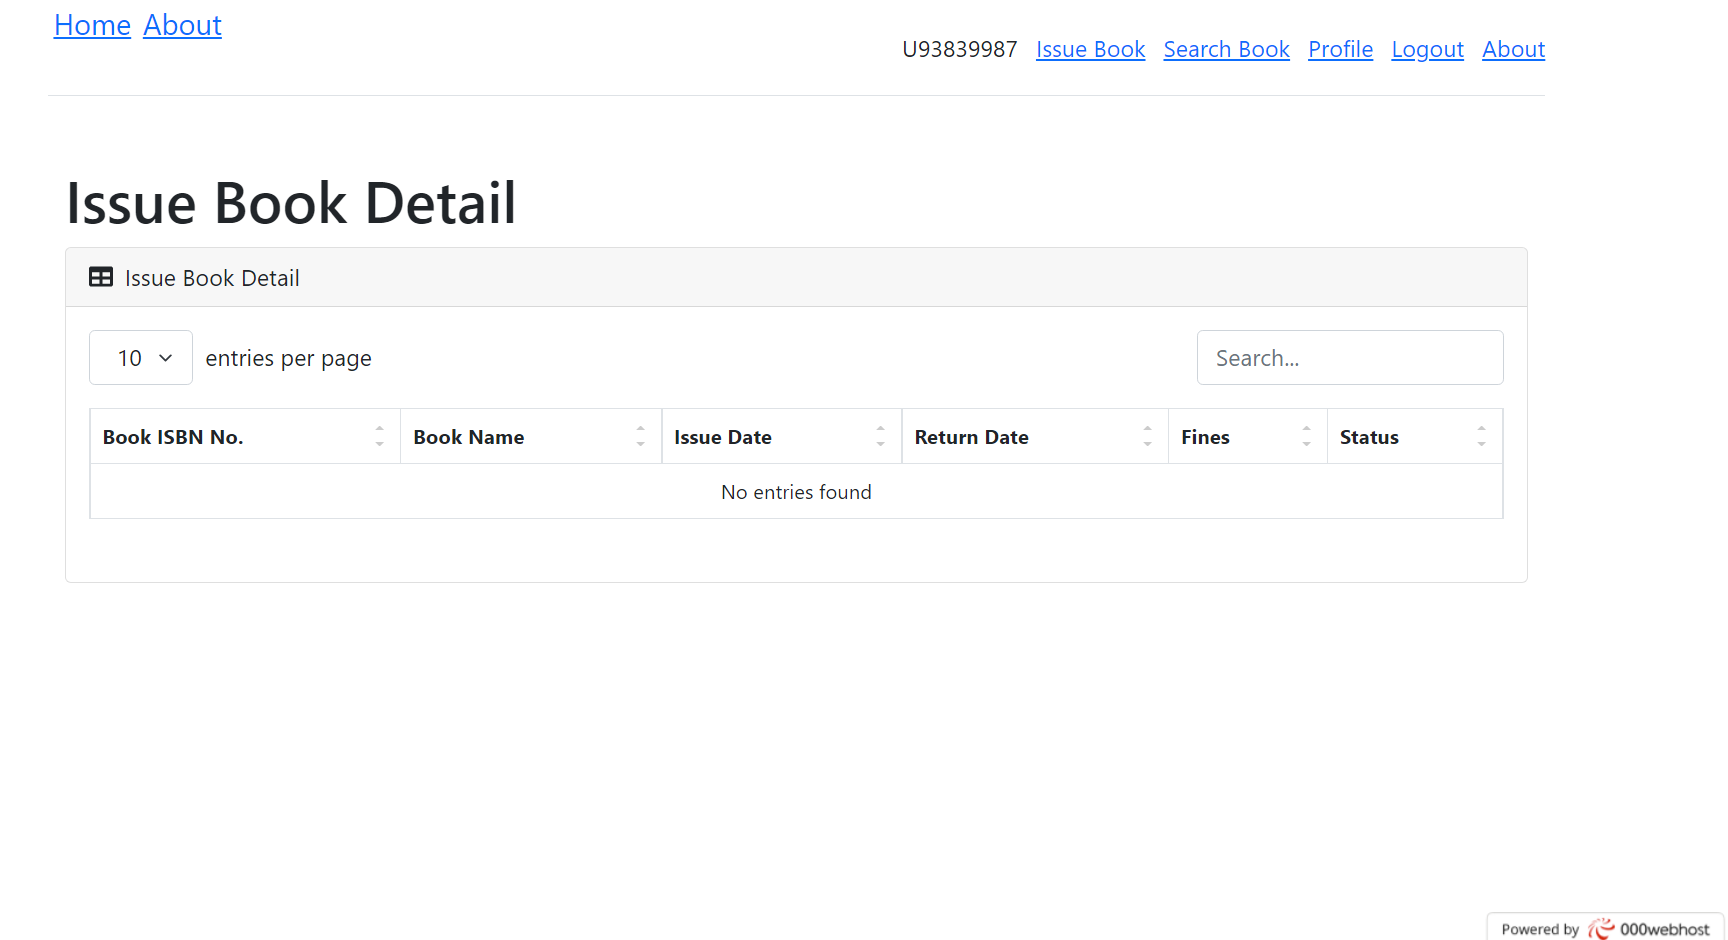 Home About
U93839987 Issue Book Search Book Profile Logout About
Issue Book Detail
Issue Book Detail
10 entries per page
Search...
Book ISBN No. Book Name Issue Date Return Date Fines Status
No entries found
Powered by 000webhost